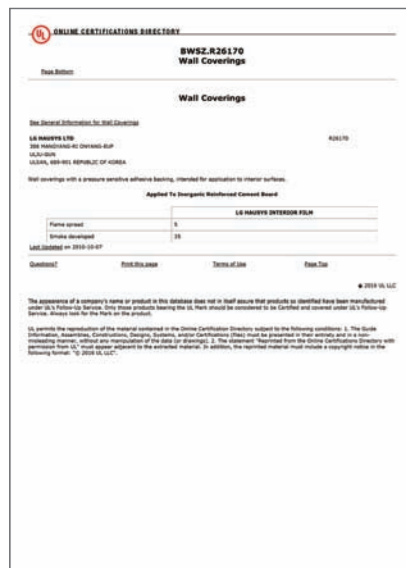 UL ONLINE CERTIFICATIONS DIRECTORY
BWSZ.R26170
Wall Coverings
Page Bottom
Wall Coverings
See General Information for Wall Coverings
LG HAUSYS LTD R26170
ONYANG-EUP
ULJU-GUN
ULSAN, 689-901 REPUBLIC OF KOREA
Wall coverings with a pressure sensitive adhesive backing, intended for application to interior surfaces.
Applied To Inorganic Reinforced Cement Board
LG HAUSYS INTERIOR FILM
Flame spread 5
Smoke developed 35
Last Updated on 2010-10-07
Questions? Print this page Terms of Use Page Top
© 2016 UL LLC
The appearance of a company's name or product in this database does not in itself assure that products so identified have been manufactured
under UL's Follow-Up Service. Only those products bearing the UL Mark should be considered to be Certified and covered under UL's Follow-Up
Service. Always look for the Mark on the product.
UL permits the reproduction of the material contained in the Online Certification Directory subject to the following conditions: 1. The Guide
Information, Assemblies, Constructions, Designs, Systems, and/or Certifications (files) must be presented in their entirety and in a non-
misleading manner, without any manipulation of the data (or drawings). 2. The statement "Reprinted from the Online Certifications Directory with
permission from UL" must appear adjacent to the extracted material. In addition, the reprinted material must include a copyright notice in the
following format: "© 2016 UL LLC".